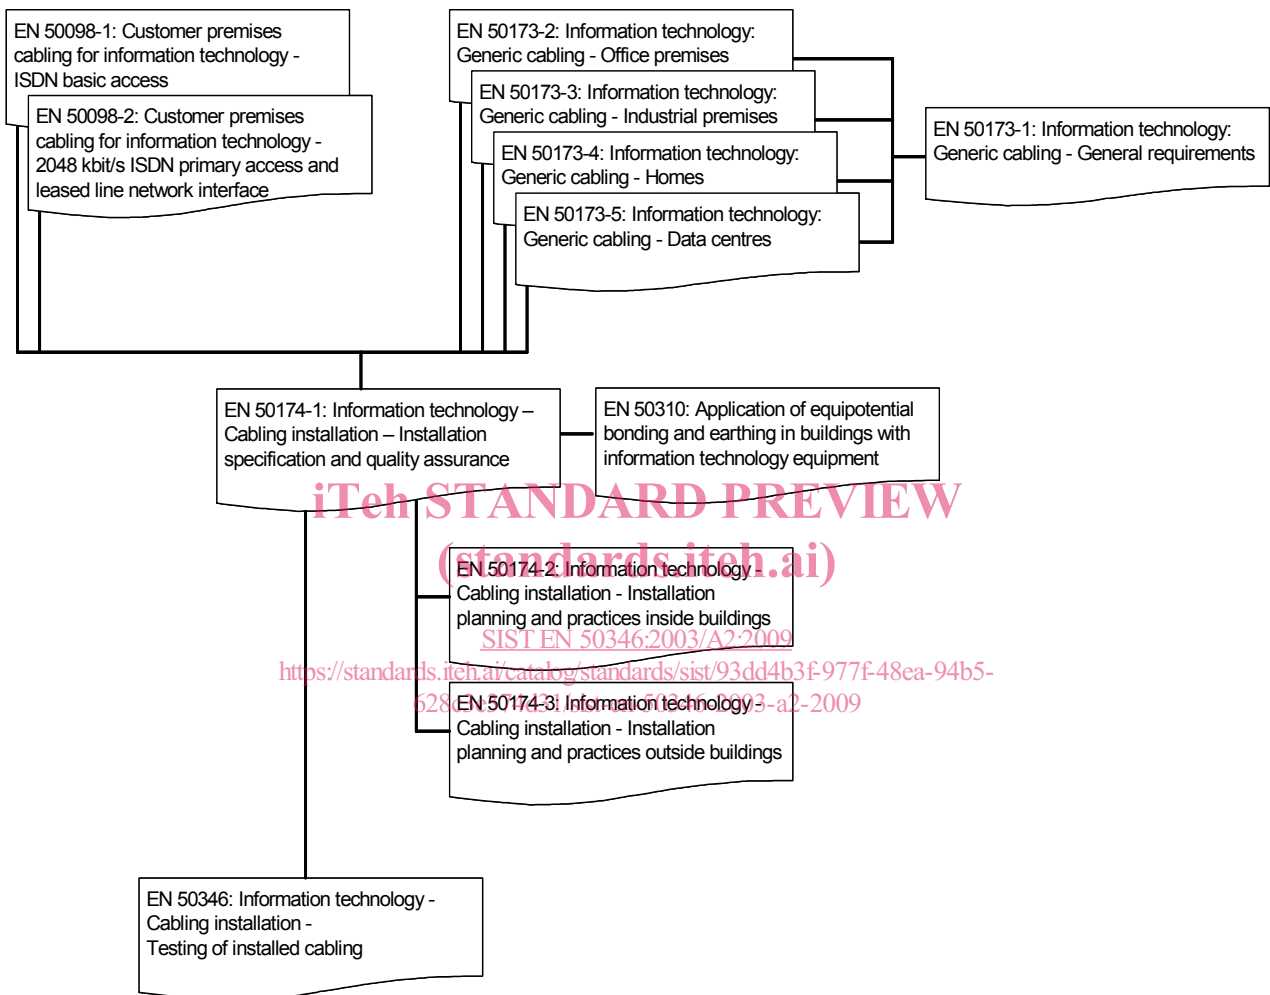 EN 50098-1: Customer premises
cabling for information technology -
ISDN basic access
EN 50098-2: Customer premises
cabling for information technology -
2048 kbit/s ISDN primary access and
leased line network interface
EN 50173-2: Information technology:
Generic cabling - Office premises
EN 50173-3: Information technology:
Generic cabling - Industrial premises
EN 50173-4: Information technology:
Generic cabling - Homes
EN 50173-5: Information technology:
Generic cabling - Data centres
EN 50173-1: Information technology:
Generic cabling - General requirements
EN 50174-1: Information technology –
Cabling installation – Installation
specification and quality assurance
EN 50310: Application of equipotential
bonding and earthing in buildings with
information technology equipment
iTeh STANDARD PREVIEW
(standards.iteh.ai)
EN 50174-2: Information technology -
Cabling installation - Installation
planning and practices inside buildings
SIST EN 50346:2003/A2:2009
https://standards.iteh.ai/catalog/standards/sist/93dd4b3f-977f-48ea-94b5-
EN 50174-3: Information technology -
Cabling installation - Installation
planning and practices outside buildings
EN 50346: Information technology -
Cabling installation -
Testing of installed cabling